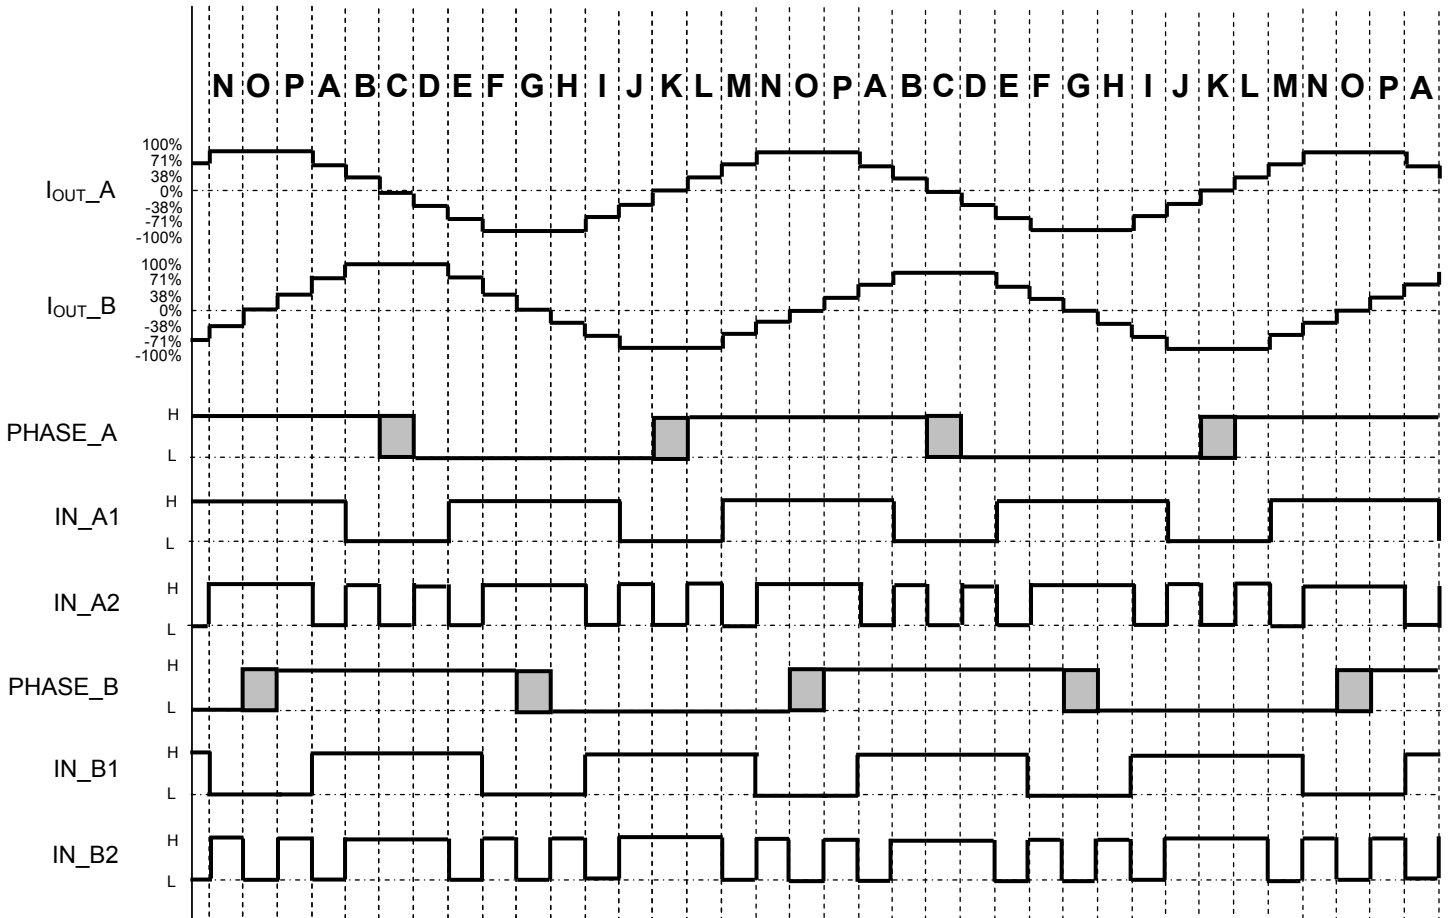 N O P A B C D E F G H I J K L M N O P A B C D E F G H I J K L M N O P A
100%
71%
38%
IOUT_A 0%
-38%
-71%
-100%
100%
71%
38%
IOUT_B 0%
-38%
-71%
-100%
H
PHASE_A
L
H
IN_A1
L
H
IN_A2
L
H
PHASE_B
L
H
IN_B1
L
H
IN_B2
L